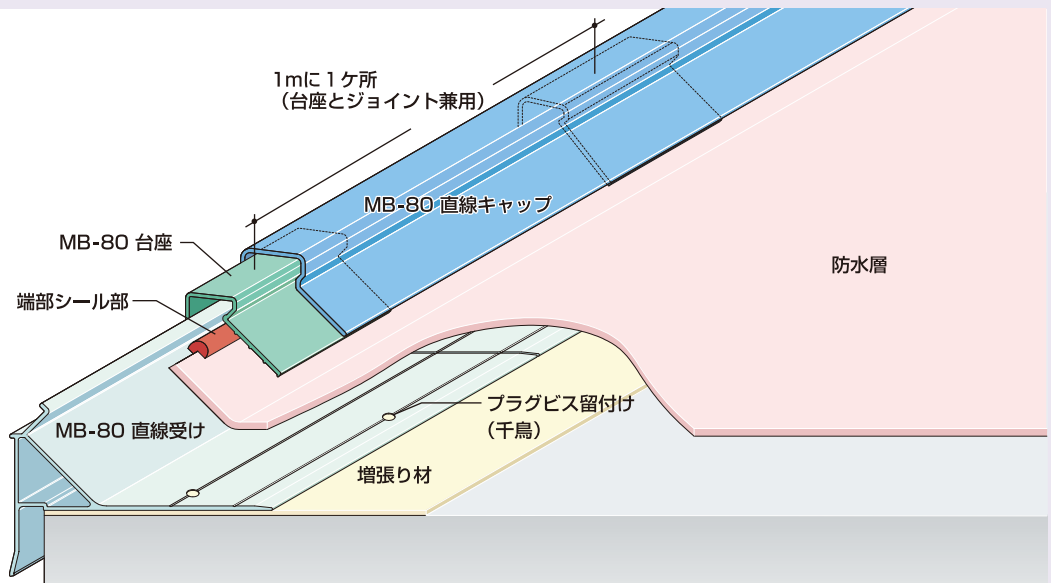 1mに1ケ所
（台座とジョイント兼用）
MB-80 直線キャップ
MB-80 台座
端部シール部
防水層
MB-80 直線受け
プラグビス留付け
（千鳥）
増張り材